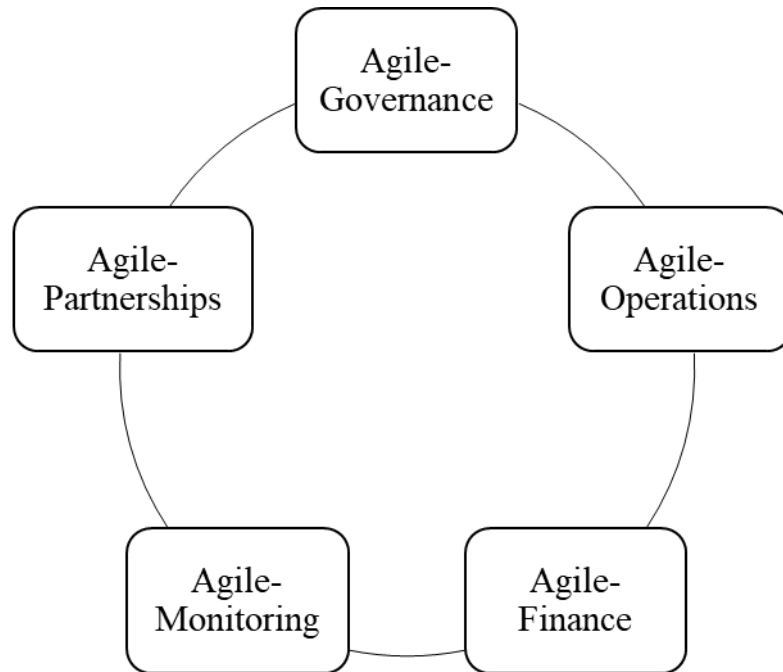 Agile-
Governance
Agile-
Partnerships
Agile-
Operations
Agile-
Monitoring
Agile-
Finance